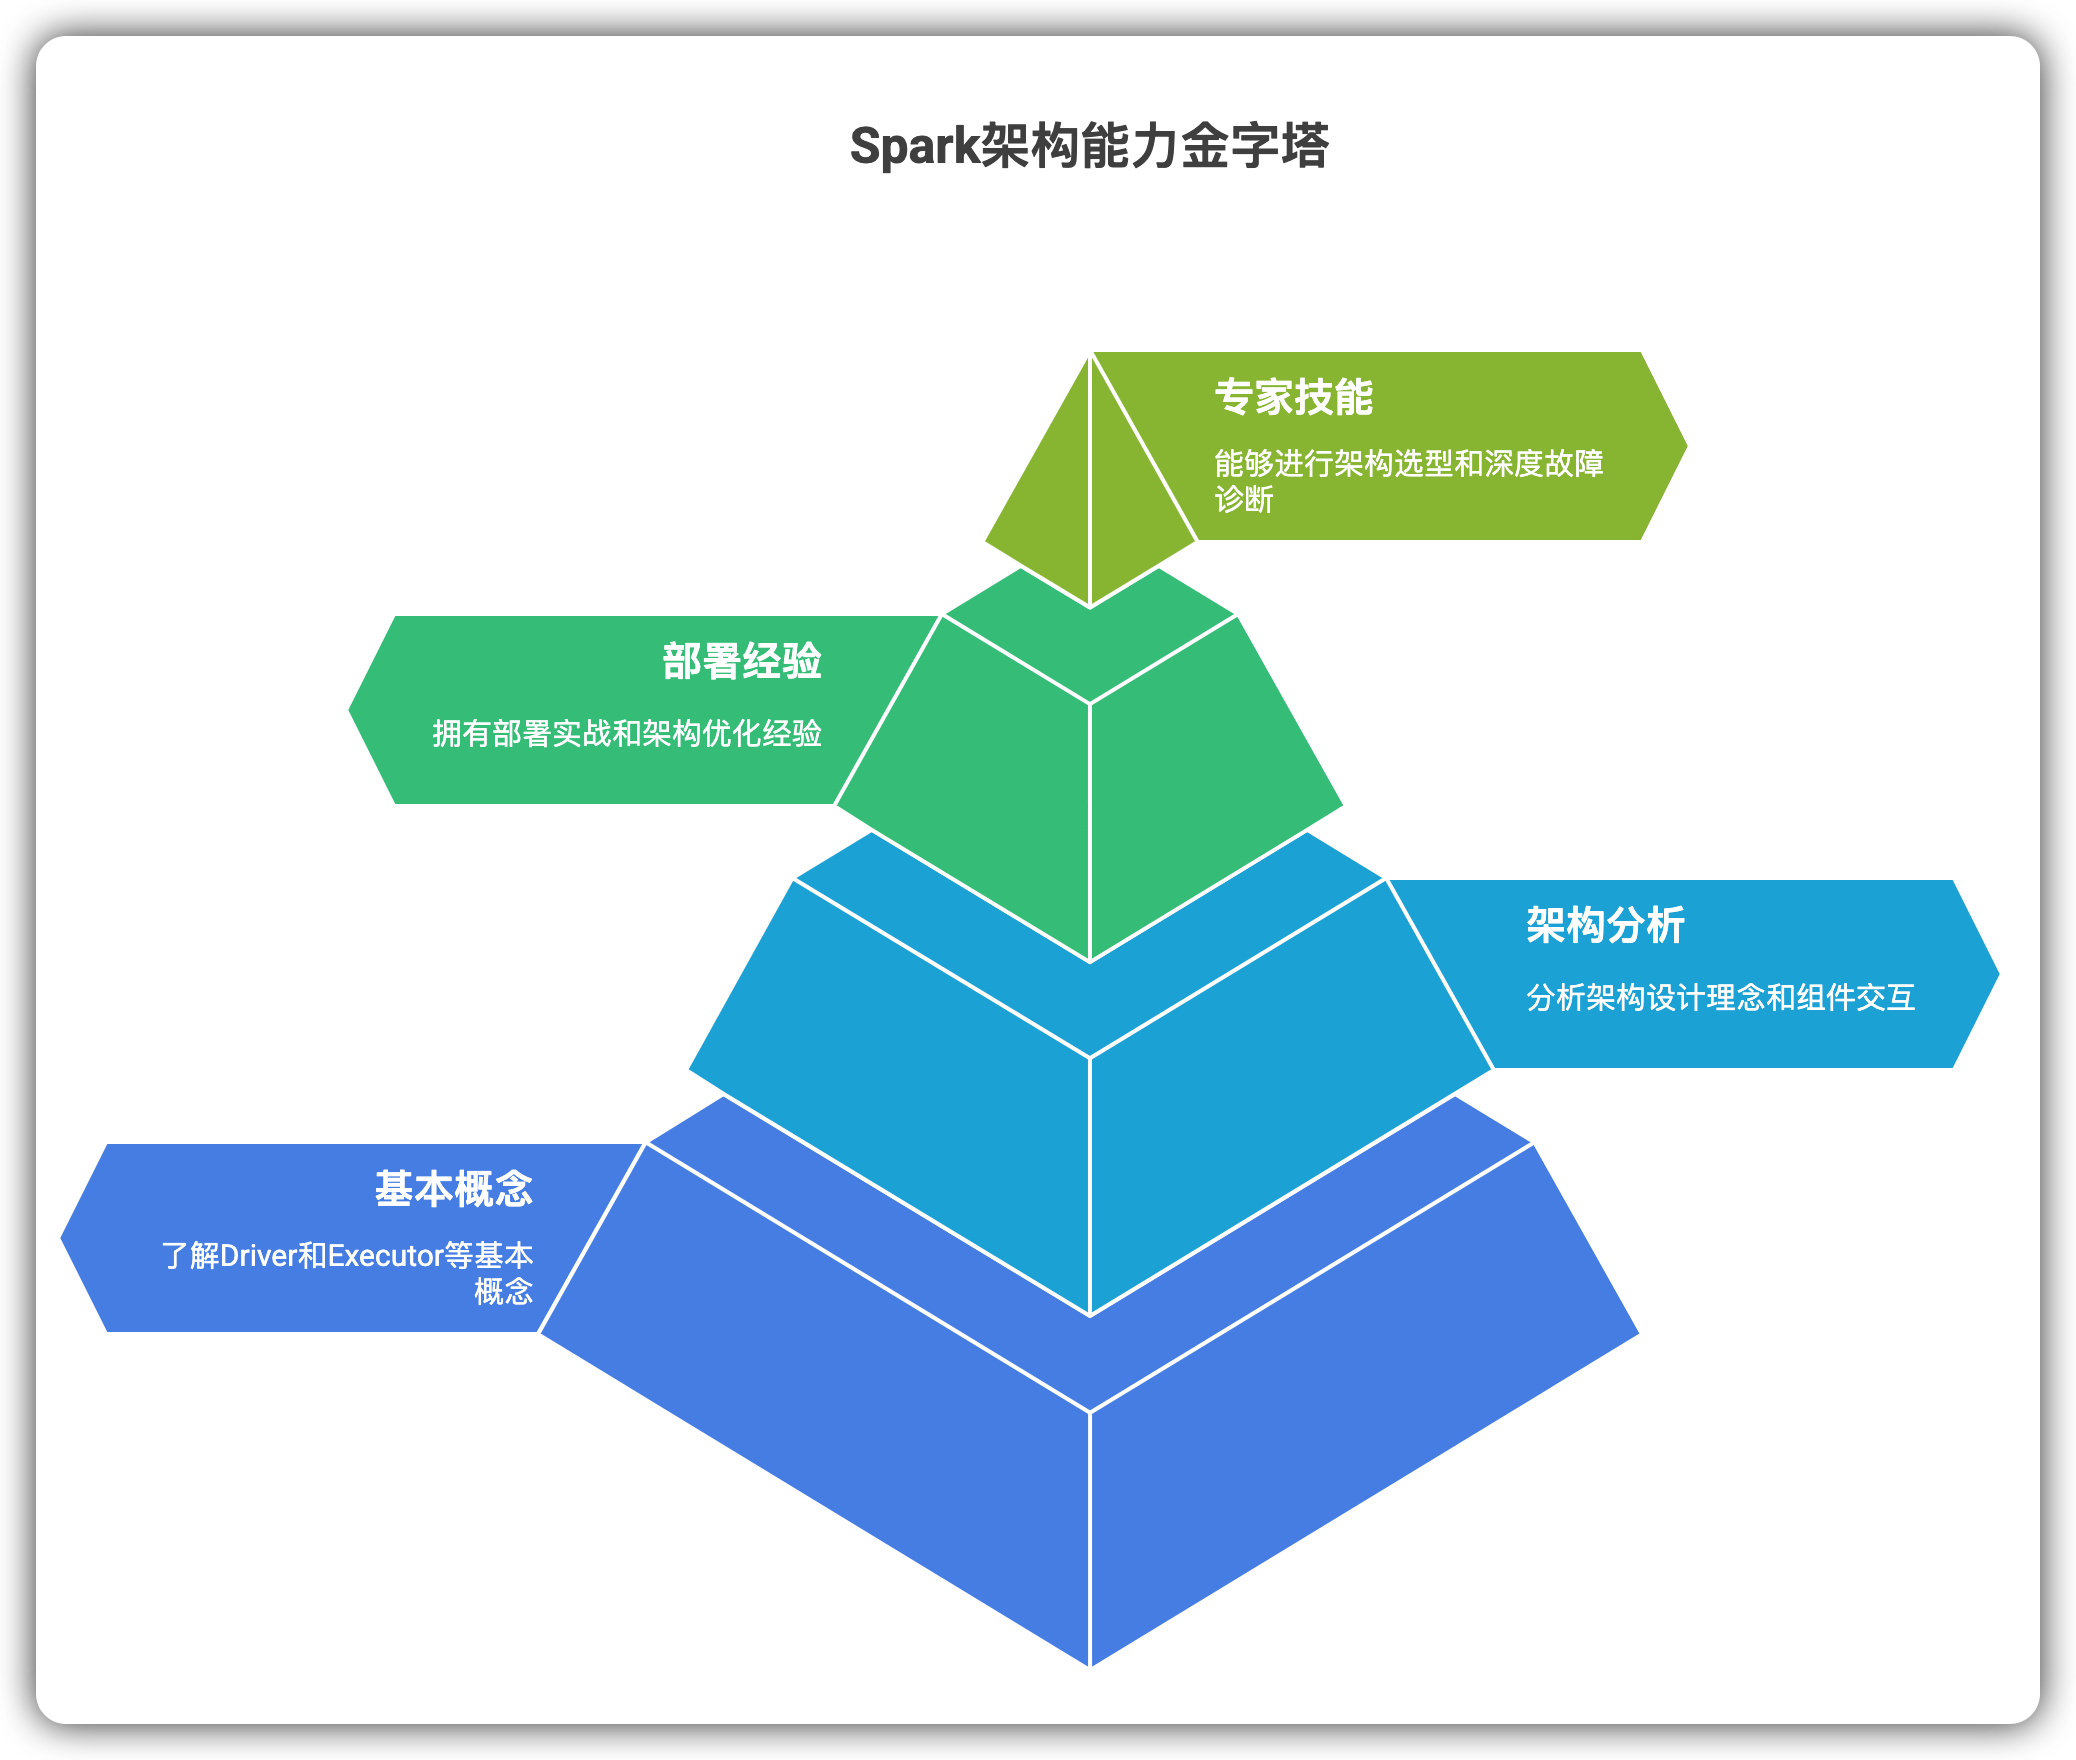 Spark架构能力金字塔
专家技能
能够进行架构选型和深度故障
诊断
部署经验
拥有部署实战和架构优化经验
架构分析
分析架构设计理念和组件交互
基本概念
了解Driver和Executor等基本
概念